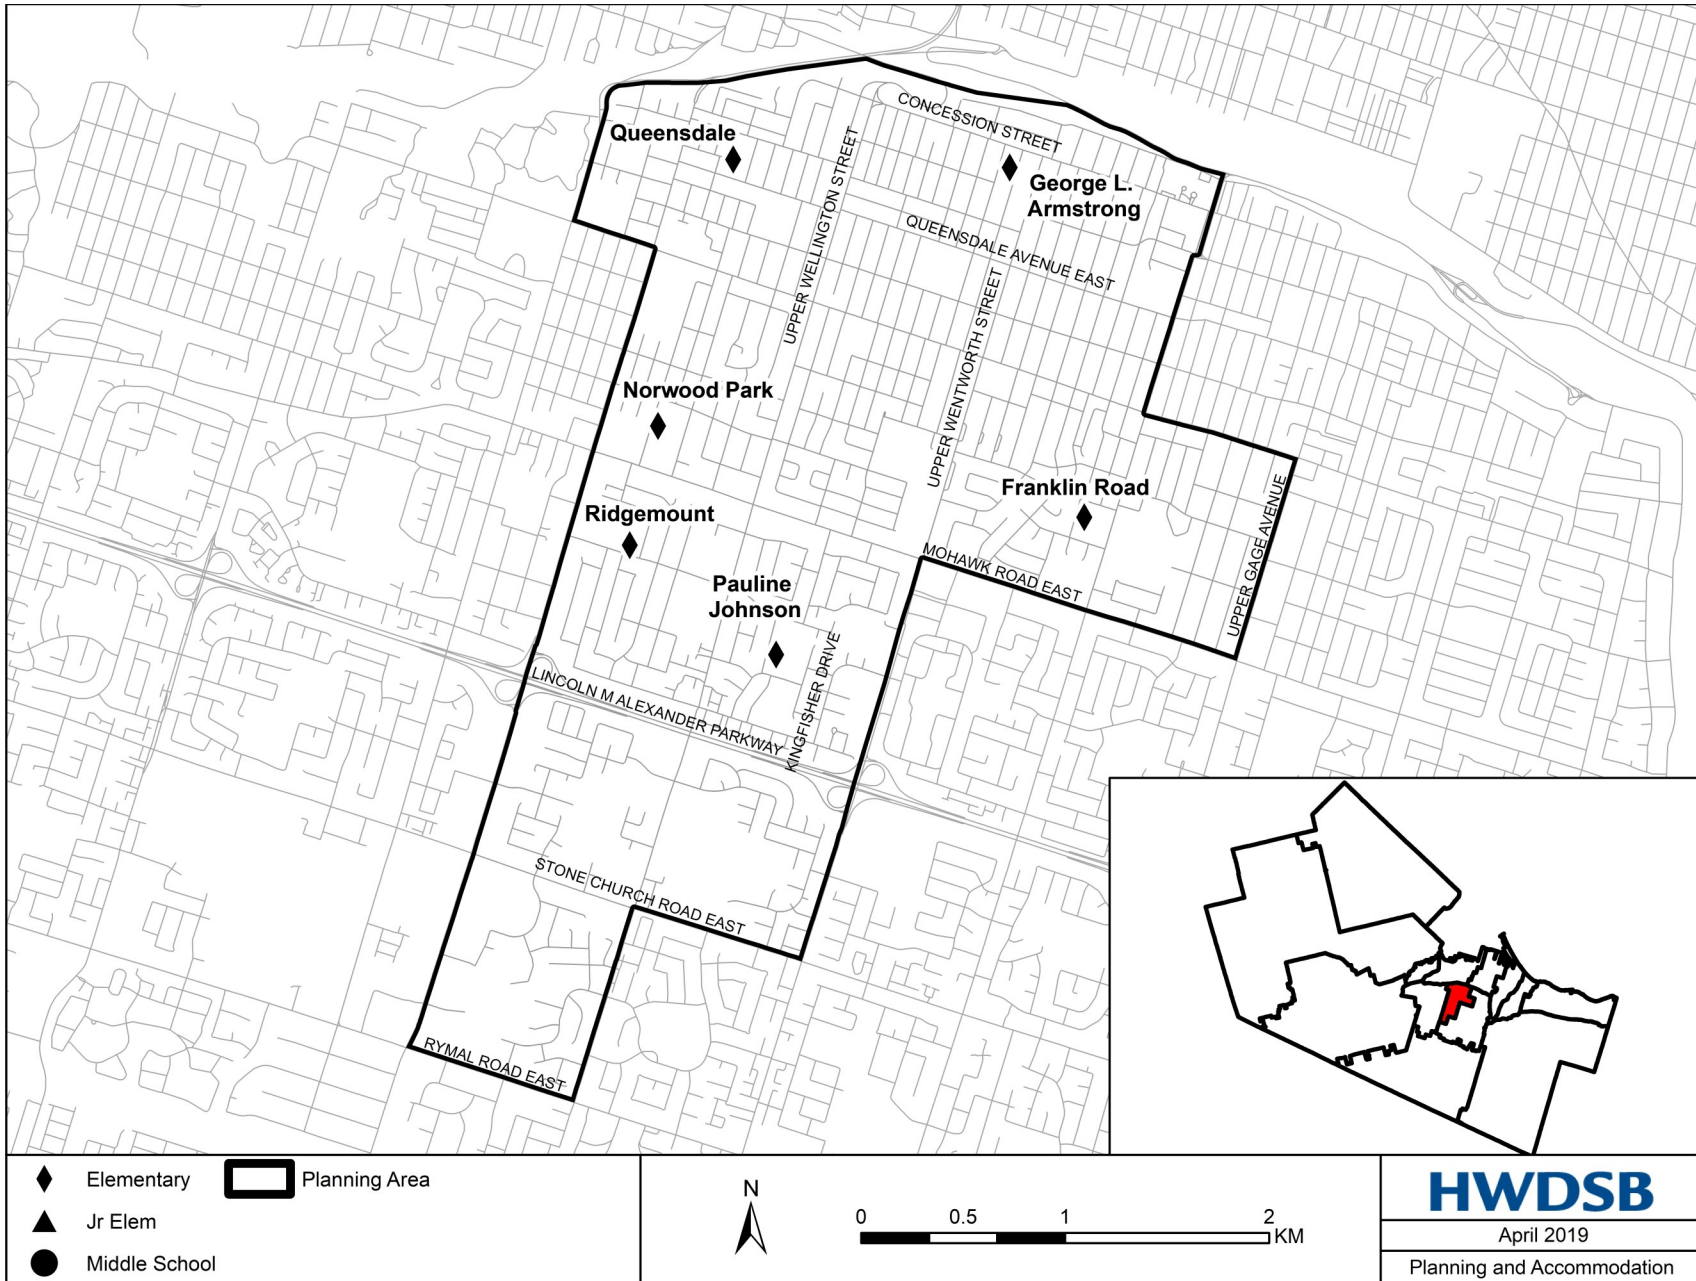 CONCESSION STREET
Queensdale
George L.
Armstrong
UPPER WELLINGTON STREET
QUEENSDALE AVENUE EAST
UPPER WENTWORTH STREET
Norwood Park
Franklin Road
Ridgemount
UPPER GAGE AVENUE
MOHAWK ROAD EAST
Pauline
Johnson
KINGFISHER DRIVE
LINCOLN M ALEXANDER PARKWAY
STONE CHURCH ROAD EAST
RYMAL ROAD EAST
Elementary
Planning Area
Jr Elem
Middle School
N
0 0.5 1 2
KM
HWDSB
April 2019
Planning and Accommodation